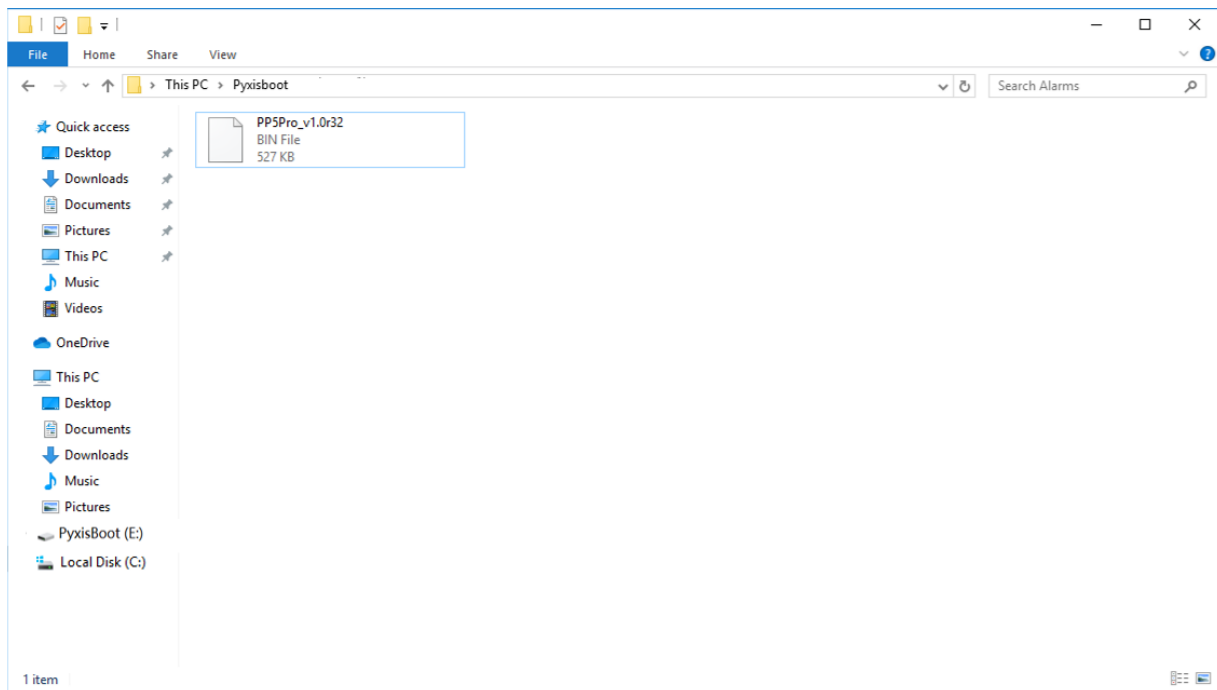 File Home Share View
This PC > Pyxisboot
Search Alarms
Quick access
Desktop
Downloads
Documents
Pictures
This PC
Music
Videos
OneDrive
This PC
Desktop
Documents
Downloads
Music
Pictures
PyxisBoot (E:)
Local Disk (C:)
PP5Pro_v1.0r32
BIN File
527 KB
1 item